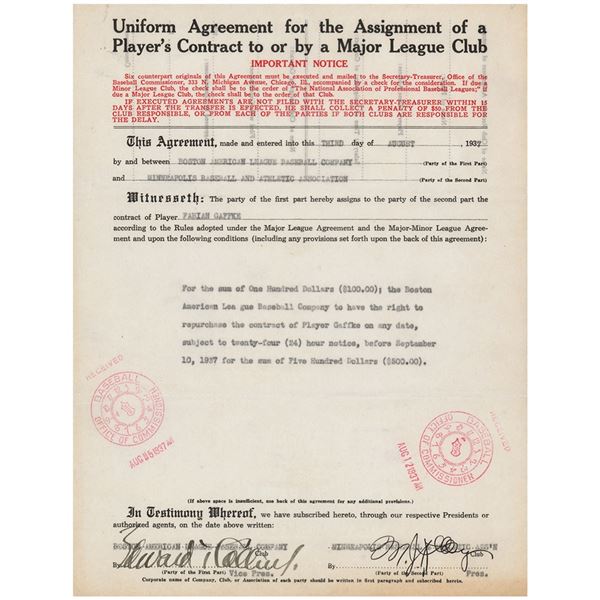 Uniform Agreement for the Assignment of a
Player's Contract to or by a Major League Club
IMPORTANT NOTICE
Six counterpart originals of this Agreement must be executed and mailed to the Secretary-Treasurer, Office of the
Baseball Commissioner, 333 N. Michigan Avenue, Chicago, Ill., accompanied by a check for the consideration. If due a
Minor League Club, the check shall be to the order of "The National Association of Professional Baseball Leagues;" if
due a Major League Club, the check shall be to the order of that Club.
IF EXECUTED AGREEMENTS ARE NOT FILED WITH THE SECRETARY-TREASURER WITHIN 15
DAYS AFTER THE TRANSFER IS EFFECTED, HE SHALL COLLECT A PENALTY OF $50 FROM THE
CLUB RESPONSIBLE, OR FROM EACH OF THE PARTIES IF BOTH CLUBS ARE RESPONSIBLE FOR
THE DELAY.
This Agreement, made and entered into this THIRD day of AUGUST, 1937
by and between BOSTON AMERICAN LEAGUE BASEBALL COMPANY (Party of the First Part)
and MINNEAPOLIS BASEBALL AND ATHLETIC ASSOCIATION (Party of the Second Part)
Witnesseth: The party of the first part hereby assigns to the party of the second part the
contract of Player FABIAN GAFFKE
according to the Rules adopted under the Major League Agreement and the Major-Minor League Agree-
ment and upon the following conditions (including any provisions set forth upon the back of this agreement):
For the sum of One Hundred Dollars ($100.00); the Boston
American League Baseball Company to have the right to
repurchase the contract of Player Gaffke on any date,
subject to twenty-four (24) hour notice, before September
10, 1937 for the sum of Five Hundred Dollars ($500.00).
RECEIVED
BASEBALL
OFFICE OF COMMISSIONER
AUG 6 1937 AM
RECEIVED
BASEBALL
OFFICE OF COMMISSIONER
AUG 12 1937 AM
(If above space is insufficient, use back of this agreement for any additional provisions.)
In Testimony Whereof, we have subscribed hereto, through our respective Presidents or
authorized agents, on the date above written:
BOSTON AMERICAN LEAGUE BASEBALL COMPANY Club
MINNEAPOLIS BASEBALL AND ATHLETIC ASS'N Club
By Edward T. Collins
By
(Party of the First Part) Vice Pres.
(Party of the Second Part) Pres.
Corporate name of Company, Club, or Association of each party should be written in first paragraph and subscribed hereto.